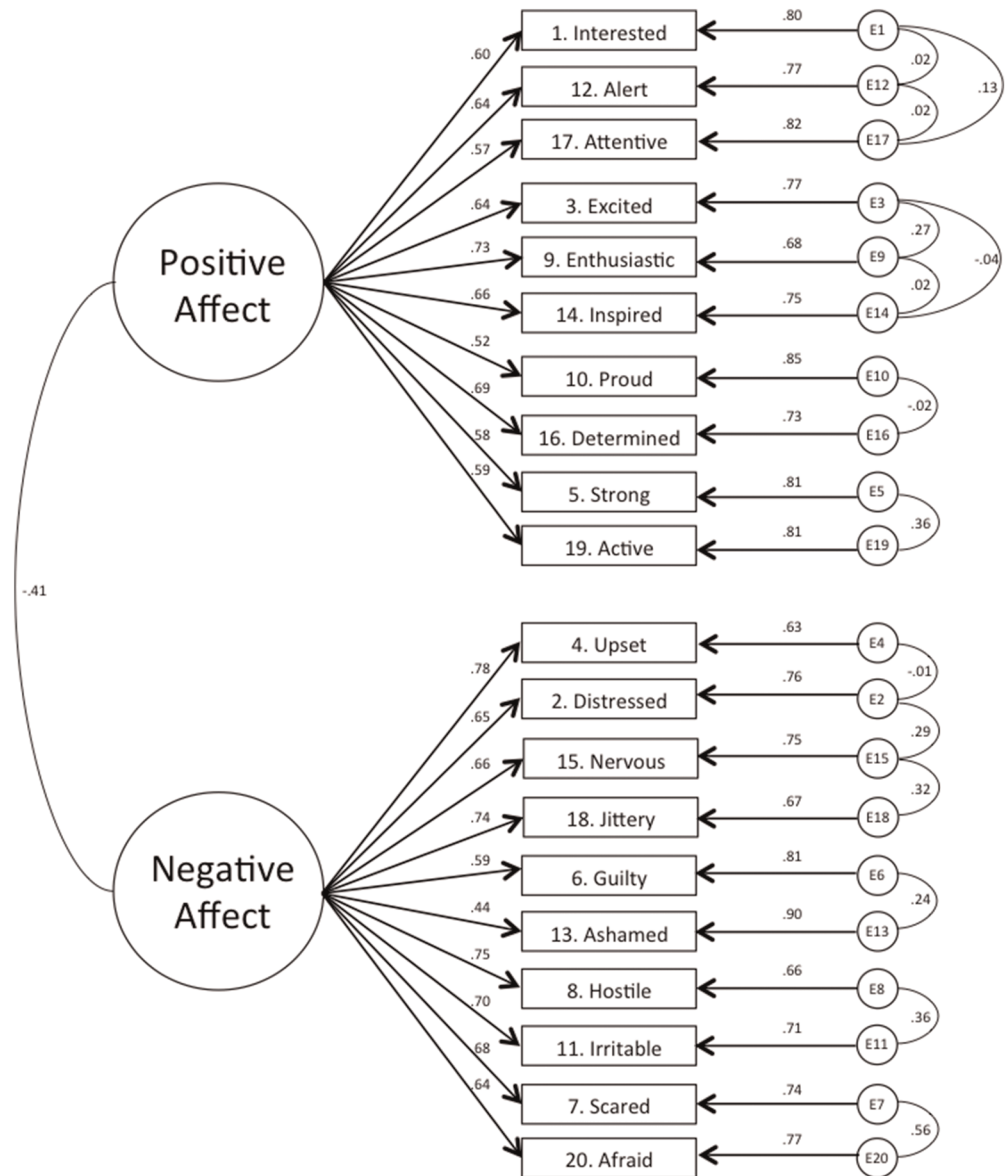 .60
1. Interested
.80
E1
.02
.13
.64
12. Alert
.77
E12
.02
.57
17. Attentive
.82
E17
Positive
Affect
.64
3. Excited
.77
E3
.27
-.04
.73
9. Enthusiastic
.68
E9
.02
.66
14. Inspired
.75
E14
.52
10. Proud
.85
E10
-.02
.69
16. Determined
.73
E16
.58
5. Strong
.81
E5
.36
.59
19. Active
.81
E19
-.41
.78
4. Upset
.63
E4
-.01
.65
2. Distressed
.76
E2
.29
.66
15. Nervous
.75
E15
.32
.74
18. Jittery
.67
E18
Negative
Affect
.59
6. Guilty
.81
E6
.24
.44
13. Ashamed
.90
E13
.75
8. Hostile
.66
E8
.36
.70
11. Irritable
.71
E11
.68
7. Scared
.74
E7
.56
.64
20. Afraid
.77
E20